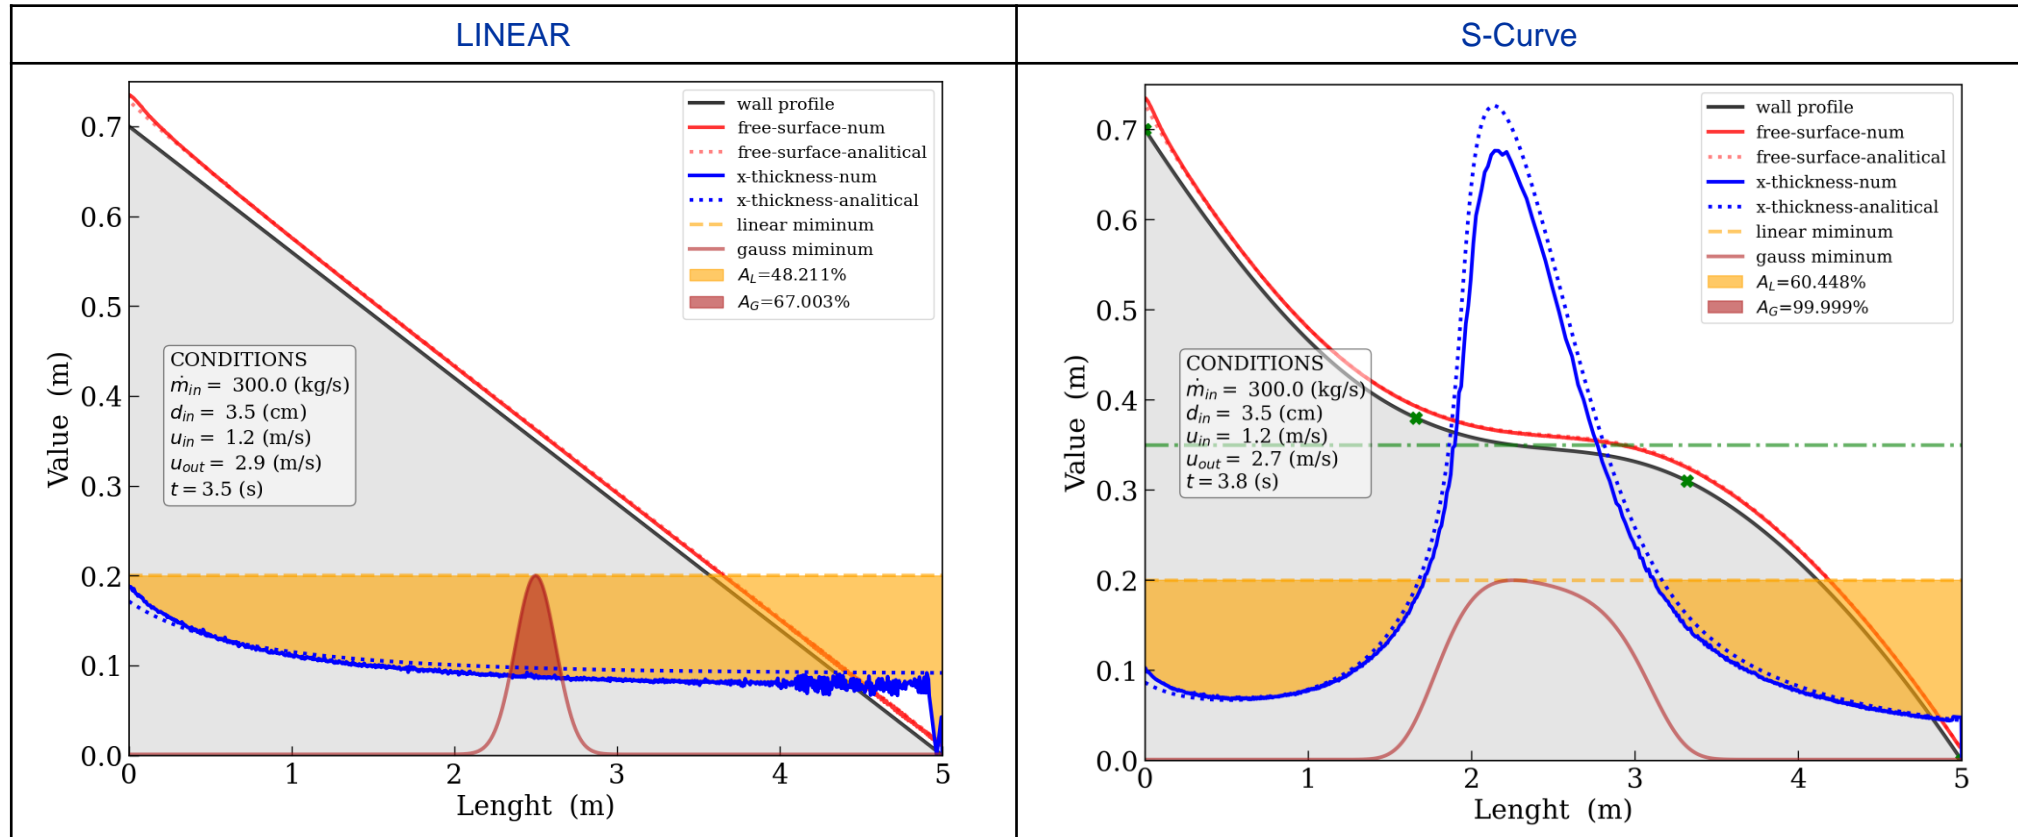 LINEAR
S-Curve
wall profile
free-surface-num
free-surface-analitical
x-thickness-num
x-thickness-analitical
linear miminum
gauss miminum
A_L=48.211%
A_G=67.003%
CONDITIONS
ṁ_in = 300.0 (kg/s)
d_in = 3.5 (cm)
u_in = 1.2 (m/s)
u_out = 2.9 (m/s)
t = 3.5 (s)
Value (m)
0.7
0.6
0.5
0.4
0.3
0.2
0.1
0.0
0 1 2 3 4 5
Lenght (m)
wall profile
free-surface-num
free-surface-analitical
x-thickness-num
x-thickness-analitical
linear miminum
gauss miminum
A_L=60.448%
A_G=99.999%
CONDITIONS
ṁ_in = 300.0 (kg/s)
d_in = 3.5 (cm)
u_in = 1.2 (m/s)
u_out = 2.7 (m/s)
t = 3.8 (s)
Value (m)
0.7
0.6
0.5
0.4
0.3
0.2
0.1
0.0
0 1 2 3 4 5
Lenght (m)